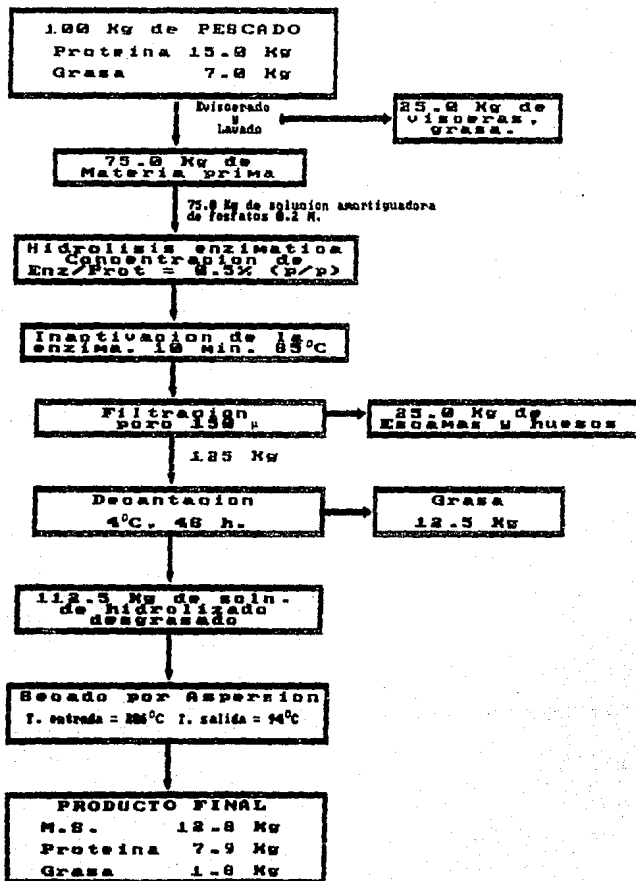 100 Kg de PESCADO
Proteina 15.0 Kg
Grasa 7.0 Kg
Eviscerado
y
Lavado
25.0 Kg de
visceras,
grasa.
75.0 Kg de
Materia prima
75.0 Kg de solucion amortiguadora
de fosfatos 0.2 M.
Hidrolisis enzimatica
Concentracion de
Enz/Prot = 0.5% (p/p)
Inactivacion de la
enzima. 10 min. 85°C
Filtracion
poro 150 μ
25.0 Kg de
Escamas y huesos
125 Kg
Decantacion
4°C, 48 h.
Grasa
12.5 Kg
112.5 Kg de soln.
de hidrolizado
desgrasado
Secado por Aspersion
T. entrada = °C T. salida = 94°C
PRODUCTO FINAL
M.S. 12.8 Kg
Proteina 7.9 Kg
Grasa 1.8 Kg